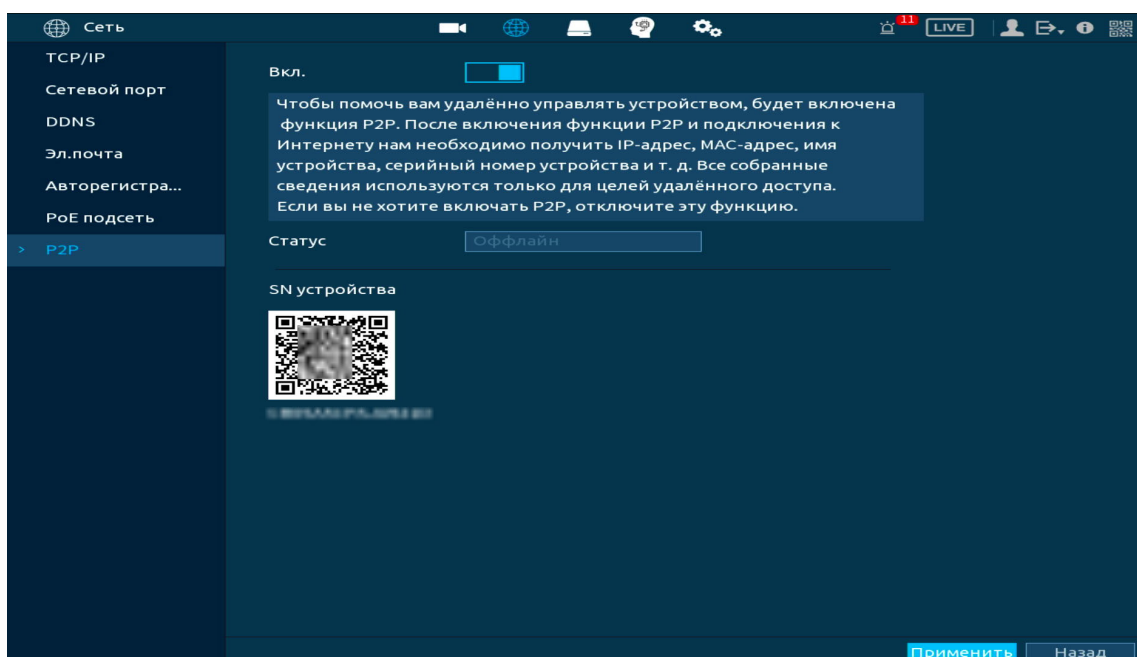 Сеть
11
LIVE
TCP/IP
Сетевой порт
DDNS
Эл.почта
Авторегистра...
PoE подсеть
> P2P
Вкл.
Чтобы помочь вам удалённо управлять устройством, будет включена
функция P2P. После включения функции P2P и подключения к
Интернету нам необходимо получить IP-адрес, MAC-адрес, имя
устройства, серийный номер устройства и т. д. Все собранные
сведения используются только для целей удалённого доступа.
Если вы не хотите включать P2P, отключите эту функцию.
Статус
Оффлайн
SN устройства
Применить
Назад